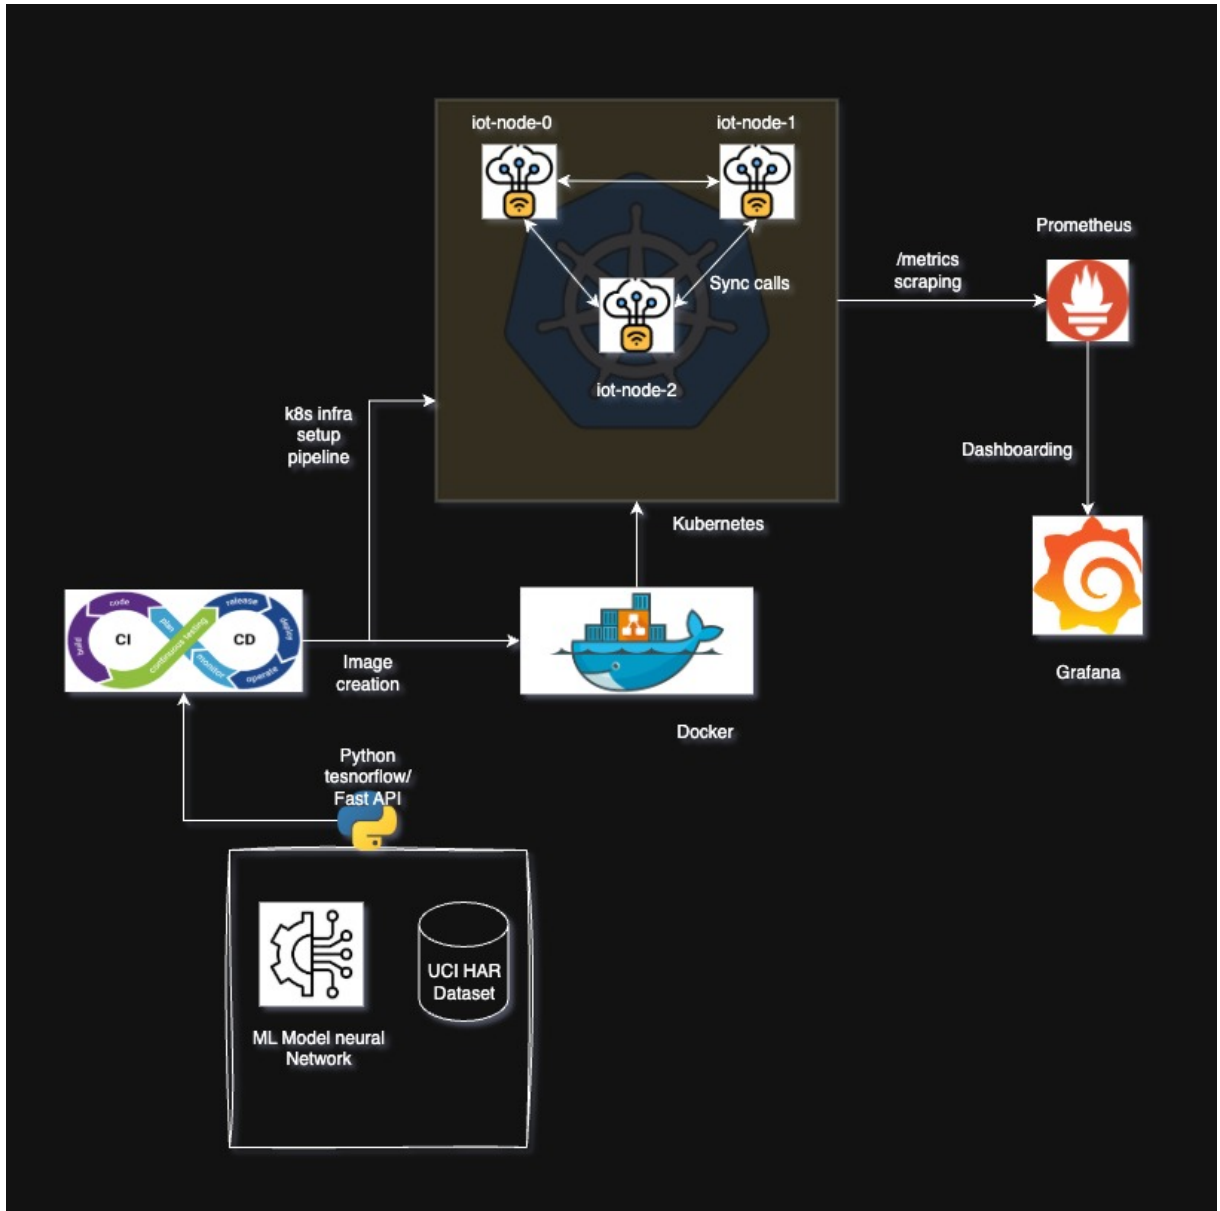 iot-node-0
iot-node-1
Sync calls
iot-node-2
/metrics
scraping
Prometheus
Dashboarding
Grafana
k8s infra
setup
pipeline
Kubernetes
code
build
CI
plan
continuous testing
monitor
CD
release
deploy
operate
Image
creation
Docker
Python
tesnorflow/
Fast API
ML Model neural
Network
UCI HAR
Dataset